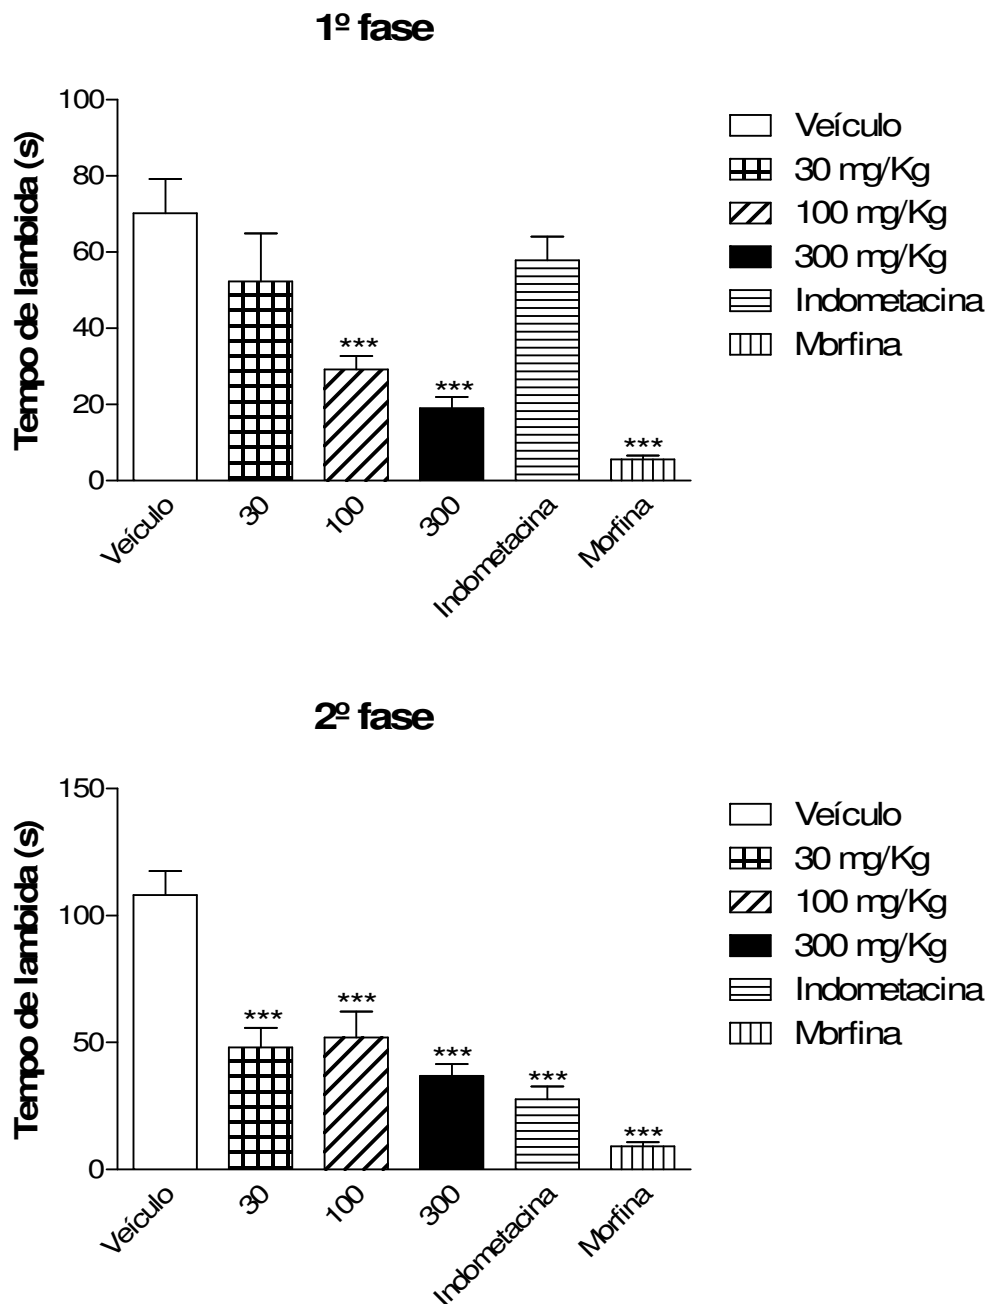 1º fase
Tempo de lambida (s)
100
80
60
40
20
0
***
***
***
Veículo
30
100
300
Indometacina
Morfina
Veículo
30 mg/Kg
100 mg/Kg
300 mg/Kg
Indometacina
Morfina
2º fase
Tempo de lambida (s)
150
100
50
0
***
***
***
***
***
Veículo
30
100
300
Indometacina
Morfina
Veículo
30 mg/Kg
100 mg/Kg
300 mg/Kg
Indometacina
Morfina